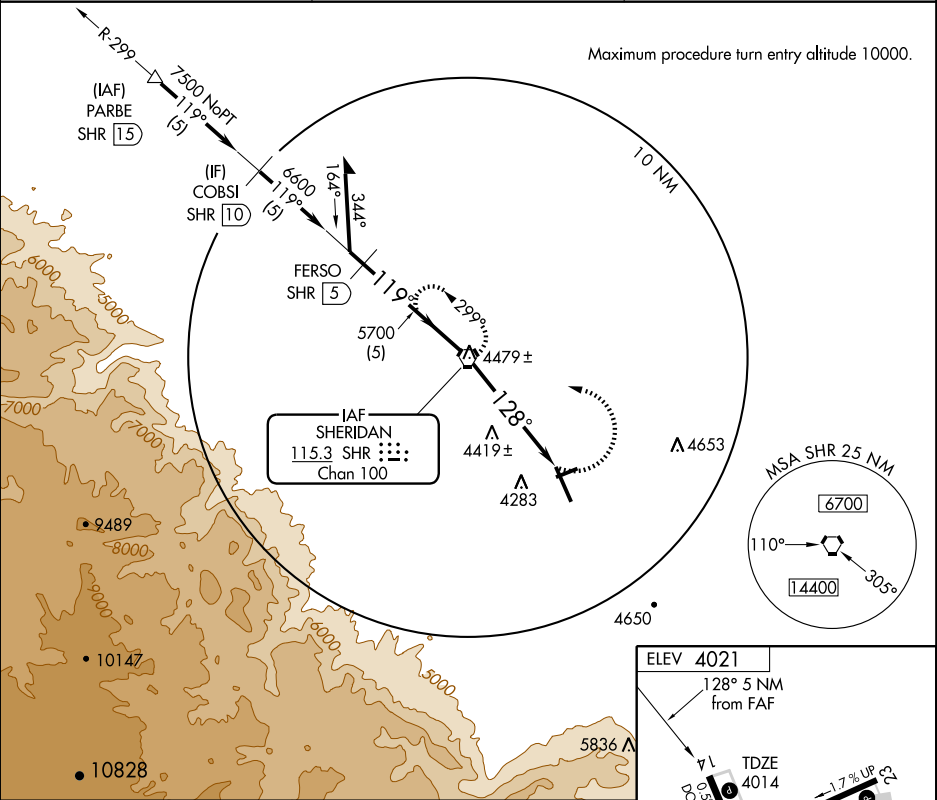 R-299
Maximum procedure turn entry altitude 10000.
(IAF)
PARBE
SHR 15
7500 NoPT
119°
(5)
10 NM
(IF)
COBSI
SHR 10
6600
119°
(5)
164°
344°
6000
5000
FERSO
SHR 5
119°
299°
5700
(5)
4479±
7000
7000
IAF
SHERIDAN
115.3 SHR
Chan 100
128°
4419±
4283
4653
MSA SHR 25 NM
6700
110°
305°
14400
9489
8000
9000
6000
4650
10147
5000
10828
5836
ELEV 4021
128° 5 NM
from FAF
14
TDZE
4014
0.5
P
1.7% UP
23